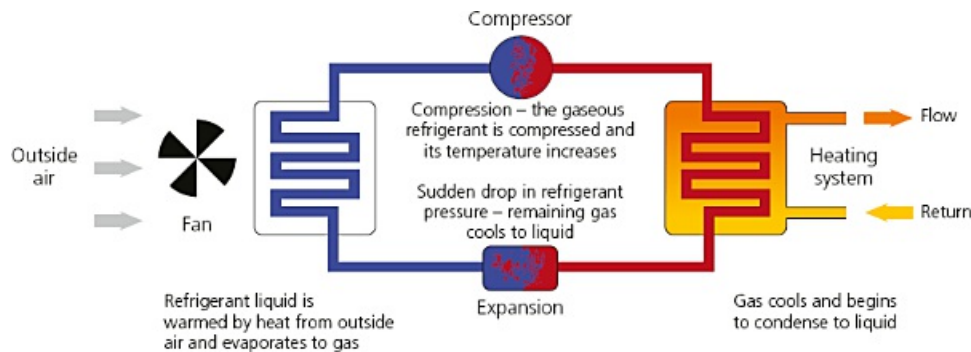 Compressor
Compression – the gaseous
refrigerant is compressed and
its temperature increases
Outside
air
Fan
Sudden drop in refrigerant
pressure – remaining gas
cools to liquid
Flow
Heating
system
Return
Expansion
Refrigerant liquid is
warmed by heat from outside
air and evaporates to gas
Gas cools and begins
to condense to liquid